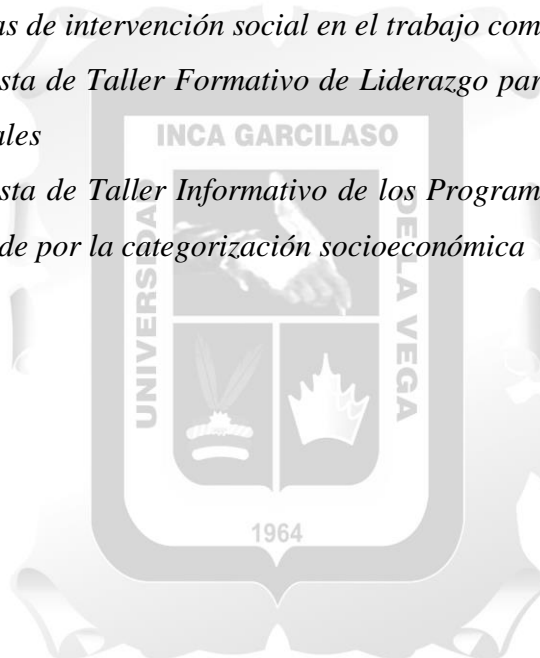 as de intervención social en el trabajo com
sta de Taller Formativo de Liderazgo par
ales
INCA GARCILASO
sta de Taller Informativo de los Program
de por la categorización socioeconómica
UNIVERSIDAD
DE LA VEGA
1964